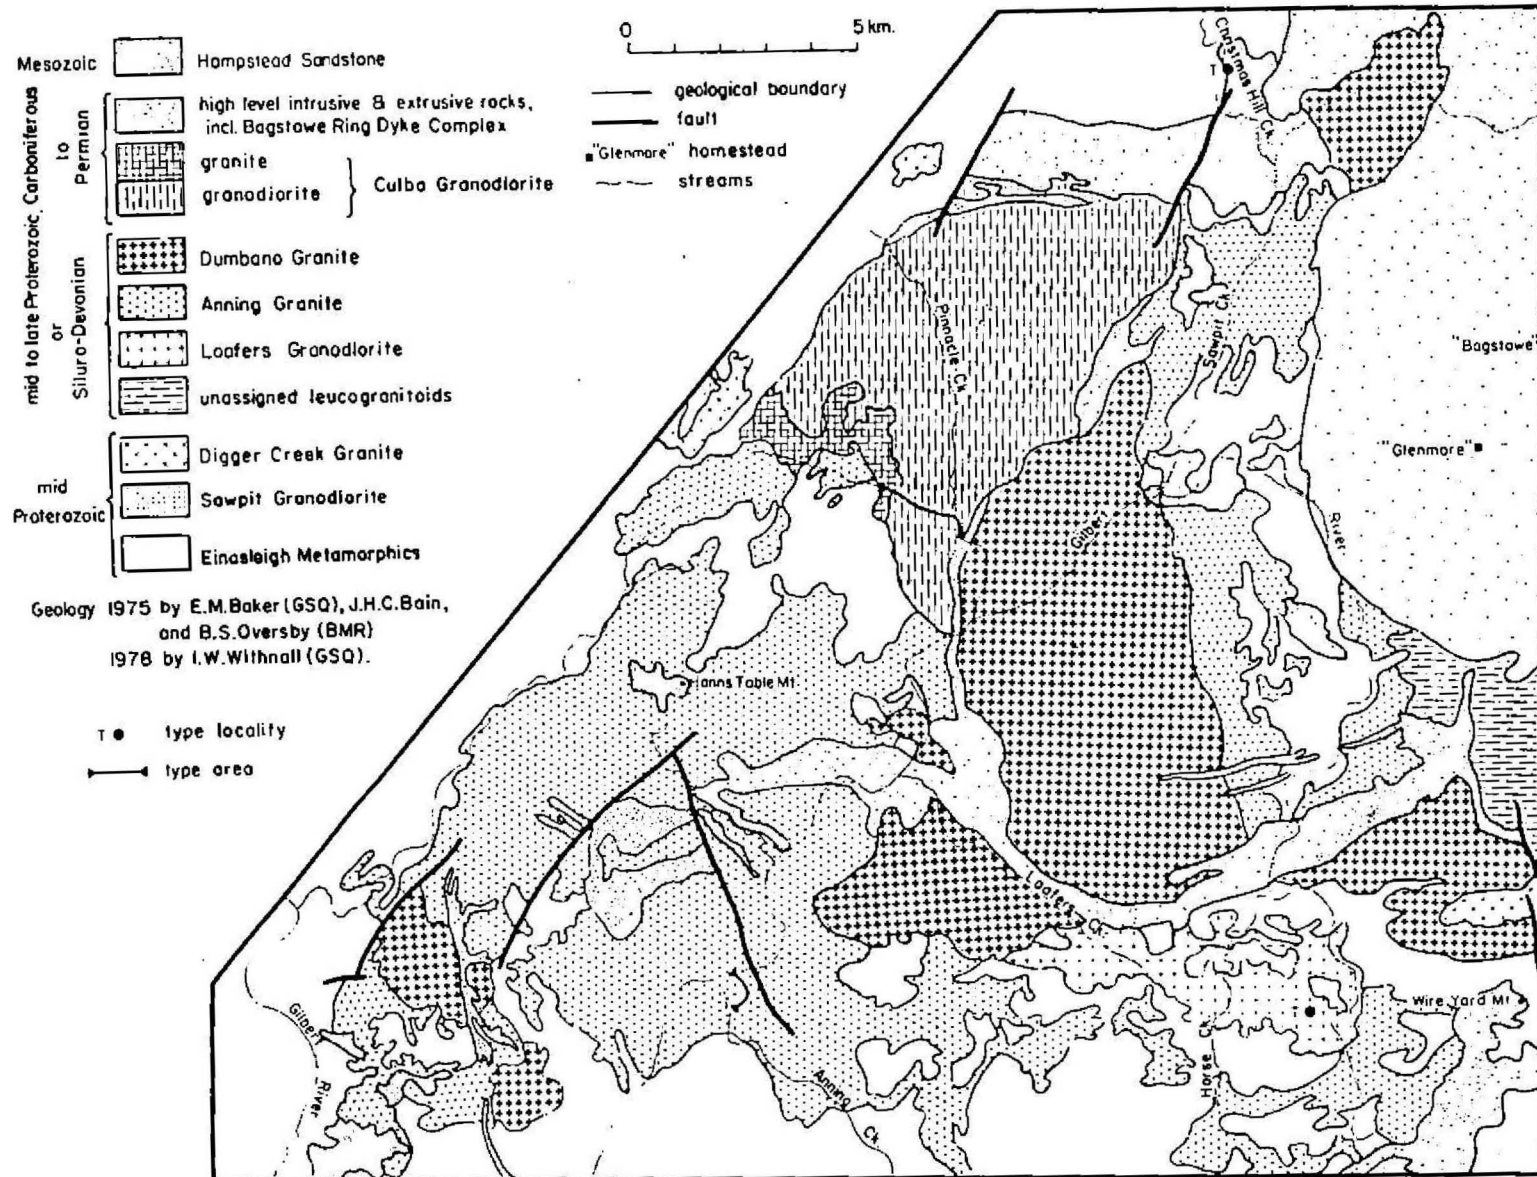 Mesozoic
Hampstead Sandstone
mid to late Proterozoic, Carboniferous
or
Siluro-Devonian
to
Permian
high level intrusive & extrusive rocks,
incl. Bagstowe Ring Dyke Complex
granite
granodiorite
Culba Granodiorite
Dumbano Granite
Anning Granite
Loafers Granodiorite
unassigned leucogranitoids
mid
Proterozoic
Digger Creek Granite
Sawpit Granodiorite
Einasleigh Metamorphics
Geology 1975 by E.M.Baker (GSQ), J.H.C.Bain,
and B.S.Oversby (BMR)
1978 by I.W.Withnall (GSQ).
T type locality
type area
0 5 km.
geological boundary
fault
"Glenmore" homestead
streams
Christmas Hill Ck
T
Pinnacle Ck
Sawpit Ck
"Bagstowe"
"Glenmore"
Gilbert
River
Hanns Table Mt.
Loafers Ck
Wire Yard Mt
T
Horse Ck
Anning
Ck
Gilbert
River